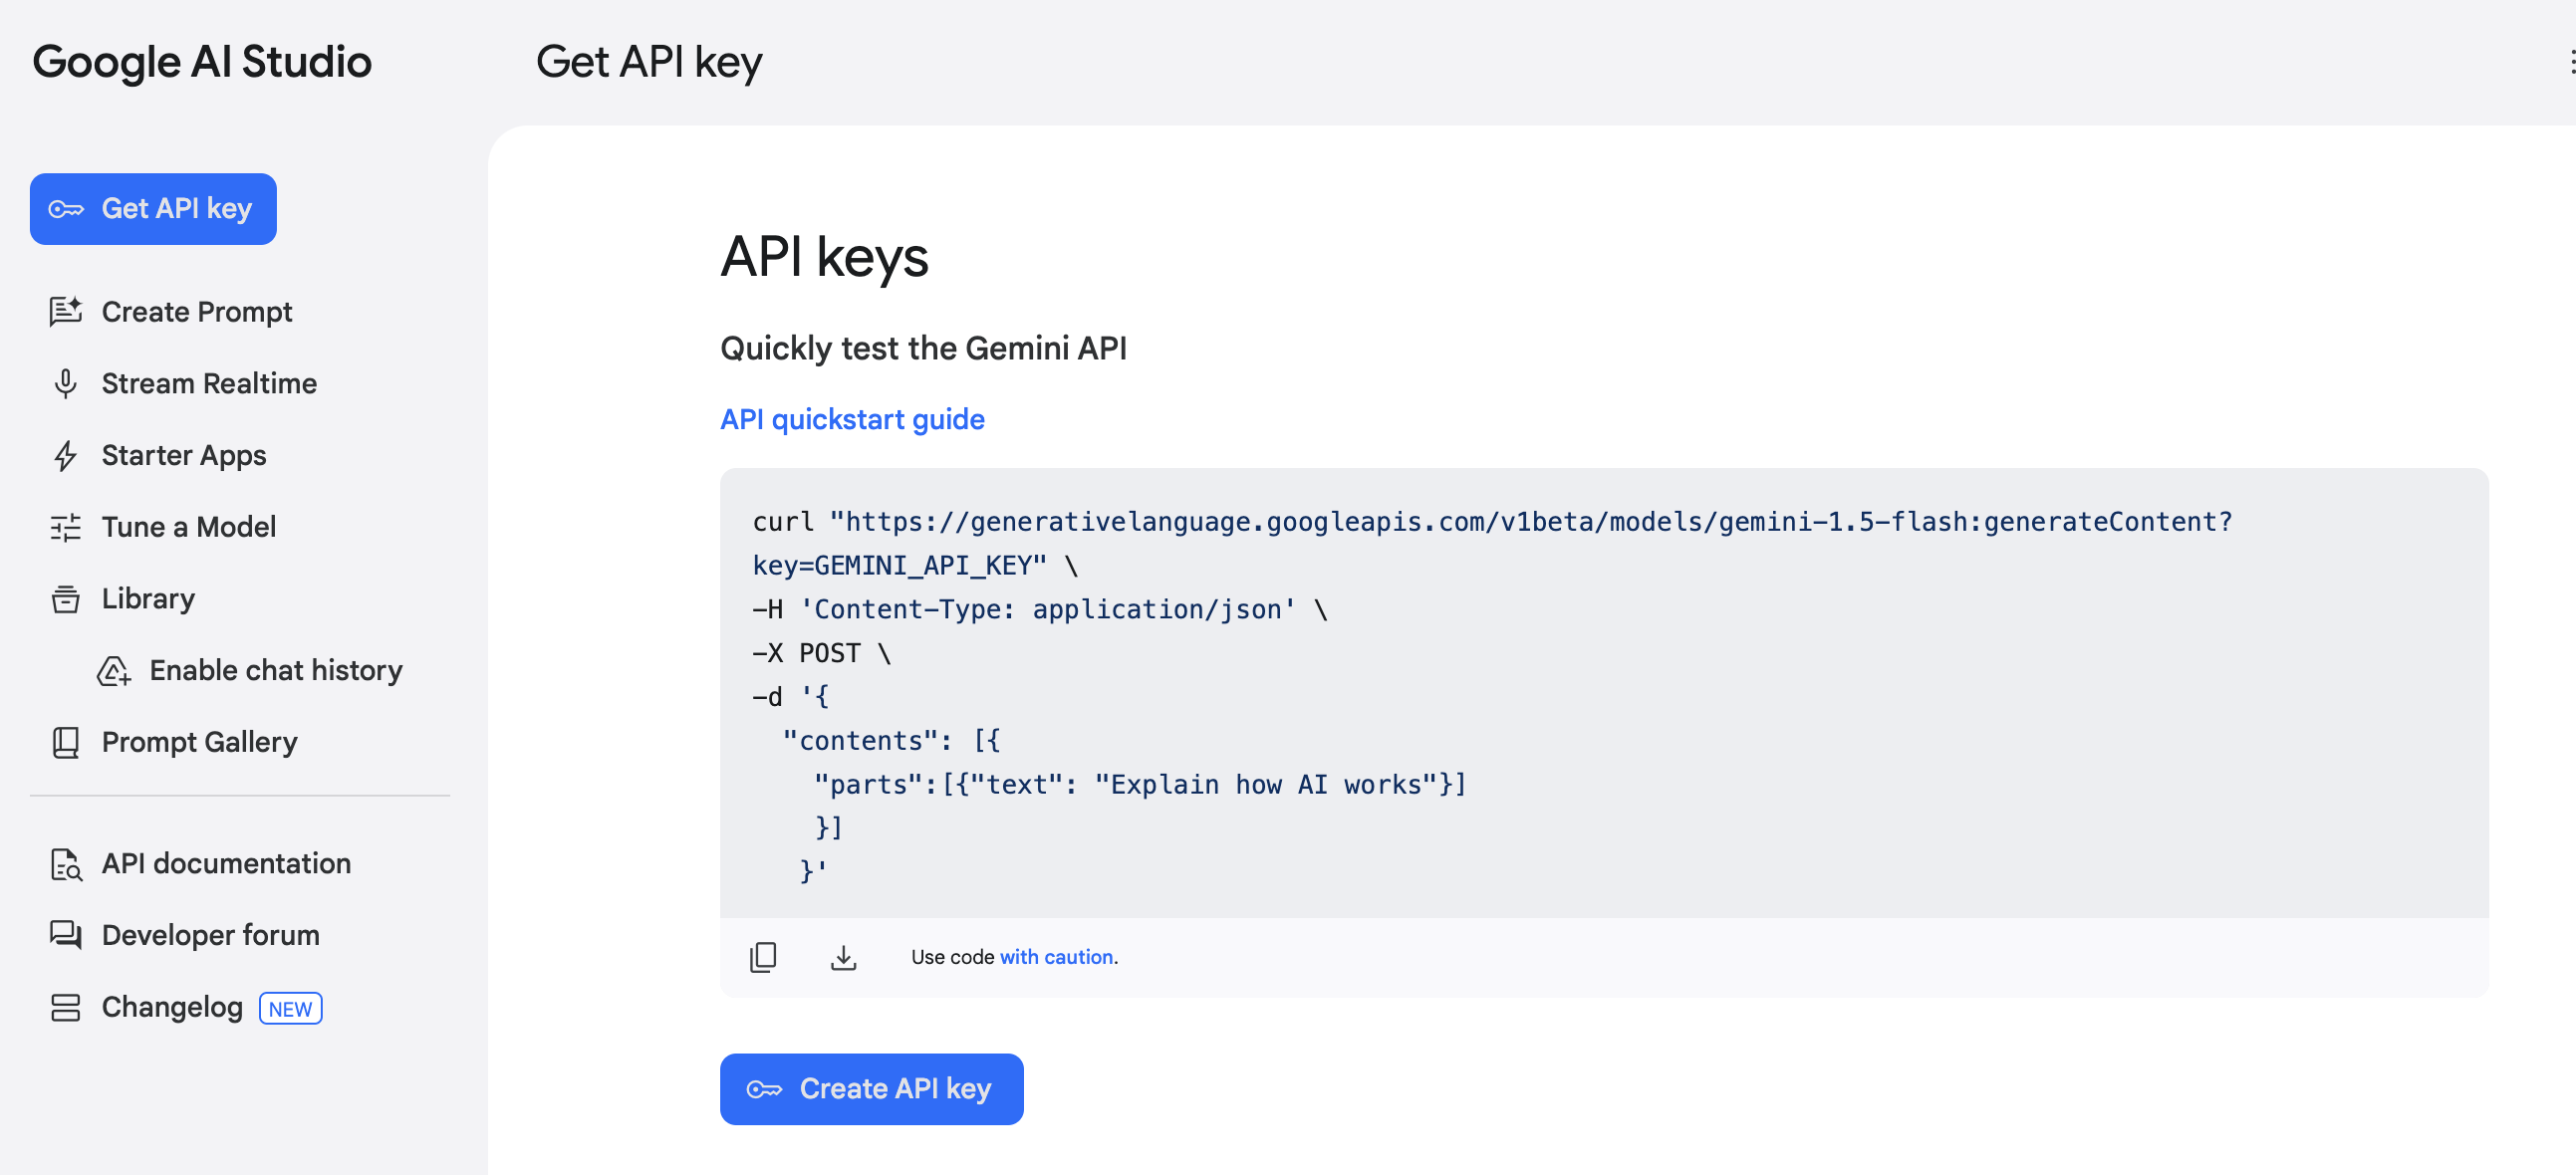 Google AI Studio
Get API key
Get API key
Create Prompt
Stream Realtime
Starter Apps
Tune a Model
Library
Enable chat history
Prompt Gallery
API documentation
Developer forum
Changelog NEW
API keys
Quickly test the Gemini API
API quickstart guide
curl "https://generativelanguage.googleapis.com/v1beta/models/gemini-1.5-flash:generateContent?
key=GEMINI_API_KEY" \
-H 'Content-Type: application/json' \
-X POST \
-d '{
  "contents": [{
    "parts":[{"text": "Explain how AI works"}]
    }]
   }'
Use code with caution.
Create API key